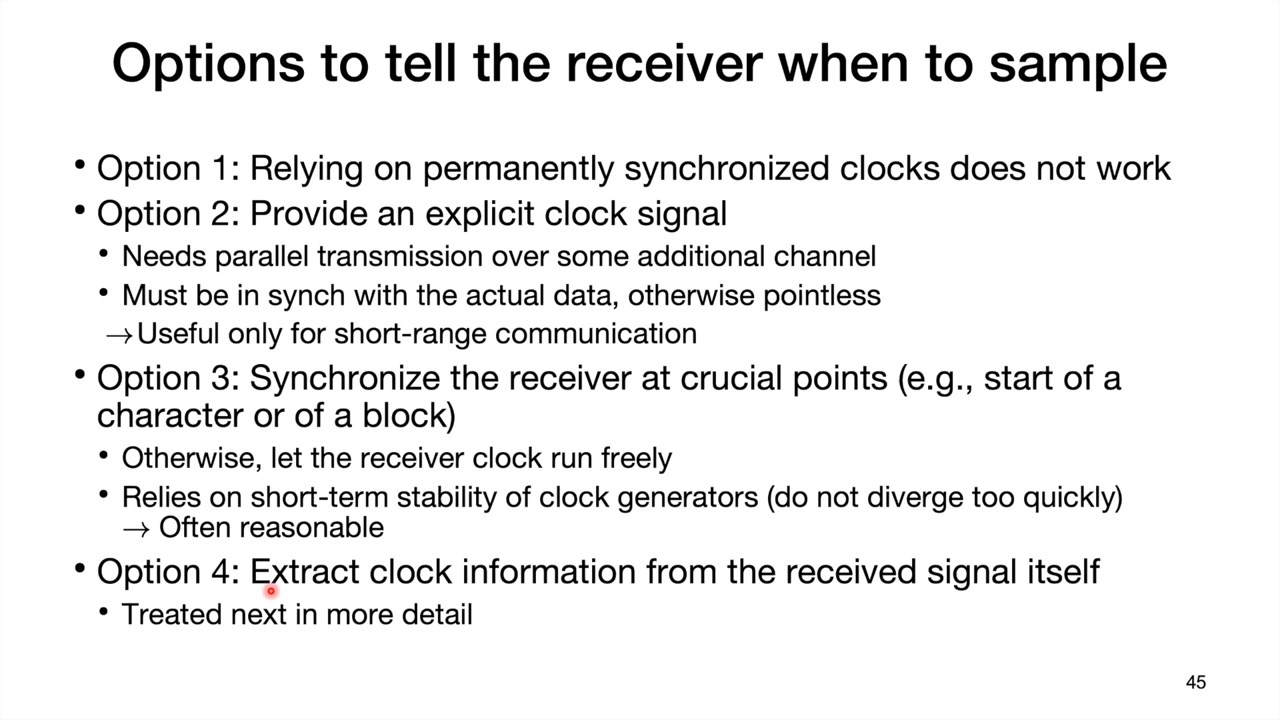 Options to tell the receiver when to sample
• Option 1: Relying on permanently synchronized clocks does not work
• Option 2: Provide an explicit clock signal
• Needs parallel transmission over some additional channel
• Must be in synch with the actual data, otherwise pointless
→Useful only for short-range communication
• Option 3: Synchronize the receiver at crucial points (e.g., start of a
character or of a block)
• Otherwise, let the receiver clock run freely
• Relies on short-term stability of clock generators (do not diverge too quickly)
→ Often reasonable
• Option 4: Extract clock information from the received signal itself
• Treated next in more detail
45